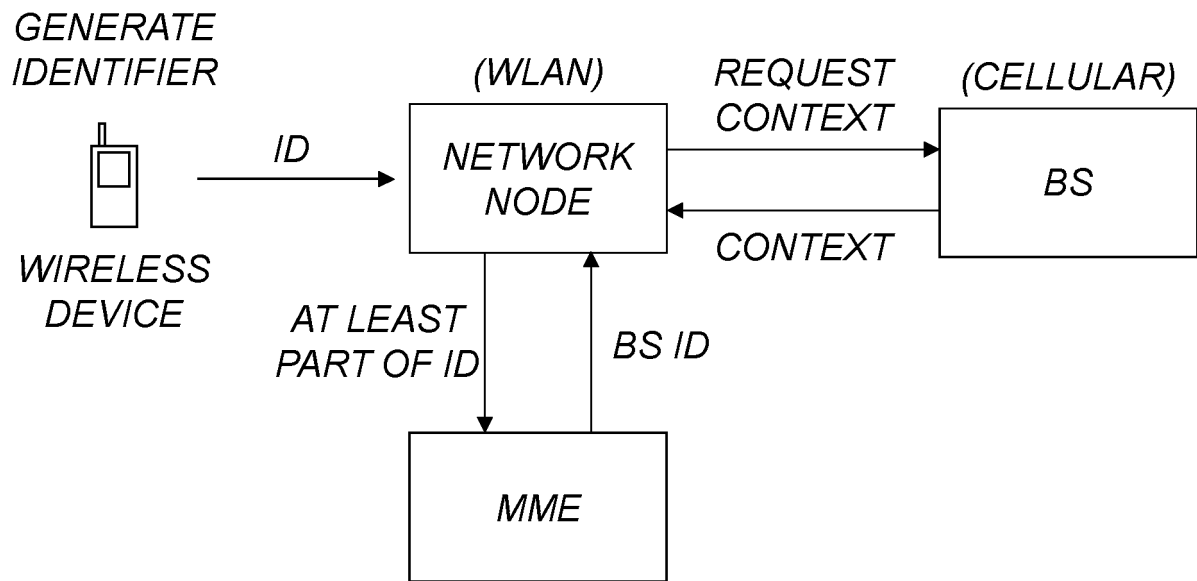 GENERATE
IDENTIFIER
(WLAN)
REQUEST
CONTEXT
(CELLULAR)
ID
NETWORK
NODE
BS
CONTEXT
WIRELESS
DEVICE
AT LEAST
PART OF ID
BS ID
MME